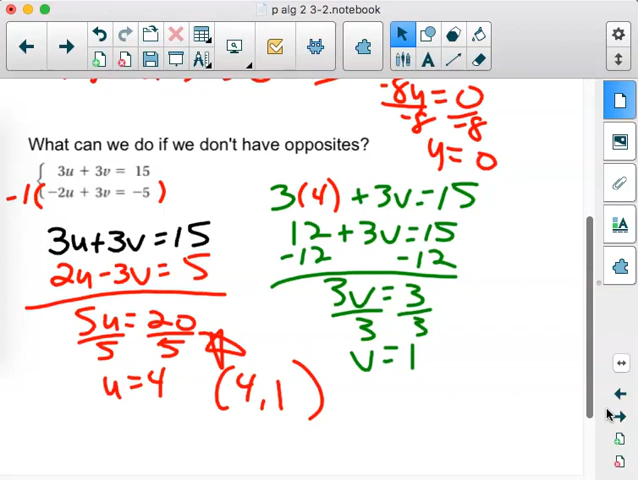 p alg 2 3-2.notebook
-8y = 0
-8 -8
y = 0
What can we do if we don't have opposites?
3u + 3v = 15
-1( −2u + 3v = −5 )
3u+3v=15
2u-3v= 5
5u= 20
5 5
u=4
(4,1)
3(4) +3v=15
12 +3v=15
-12 -12
3v = 3
3 3
v=1